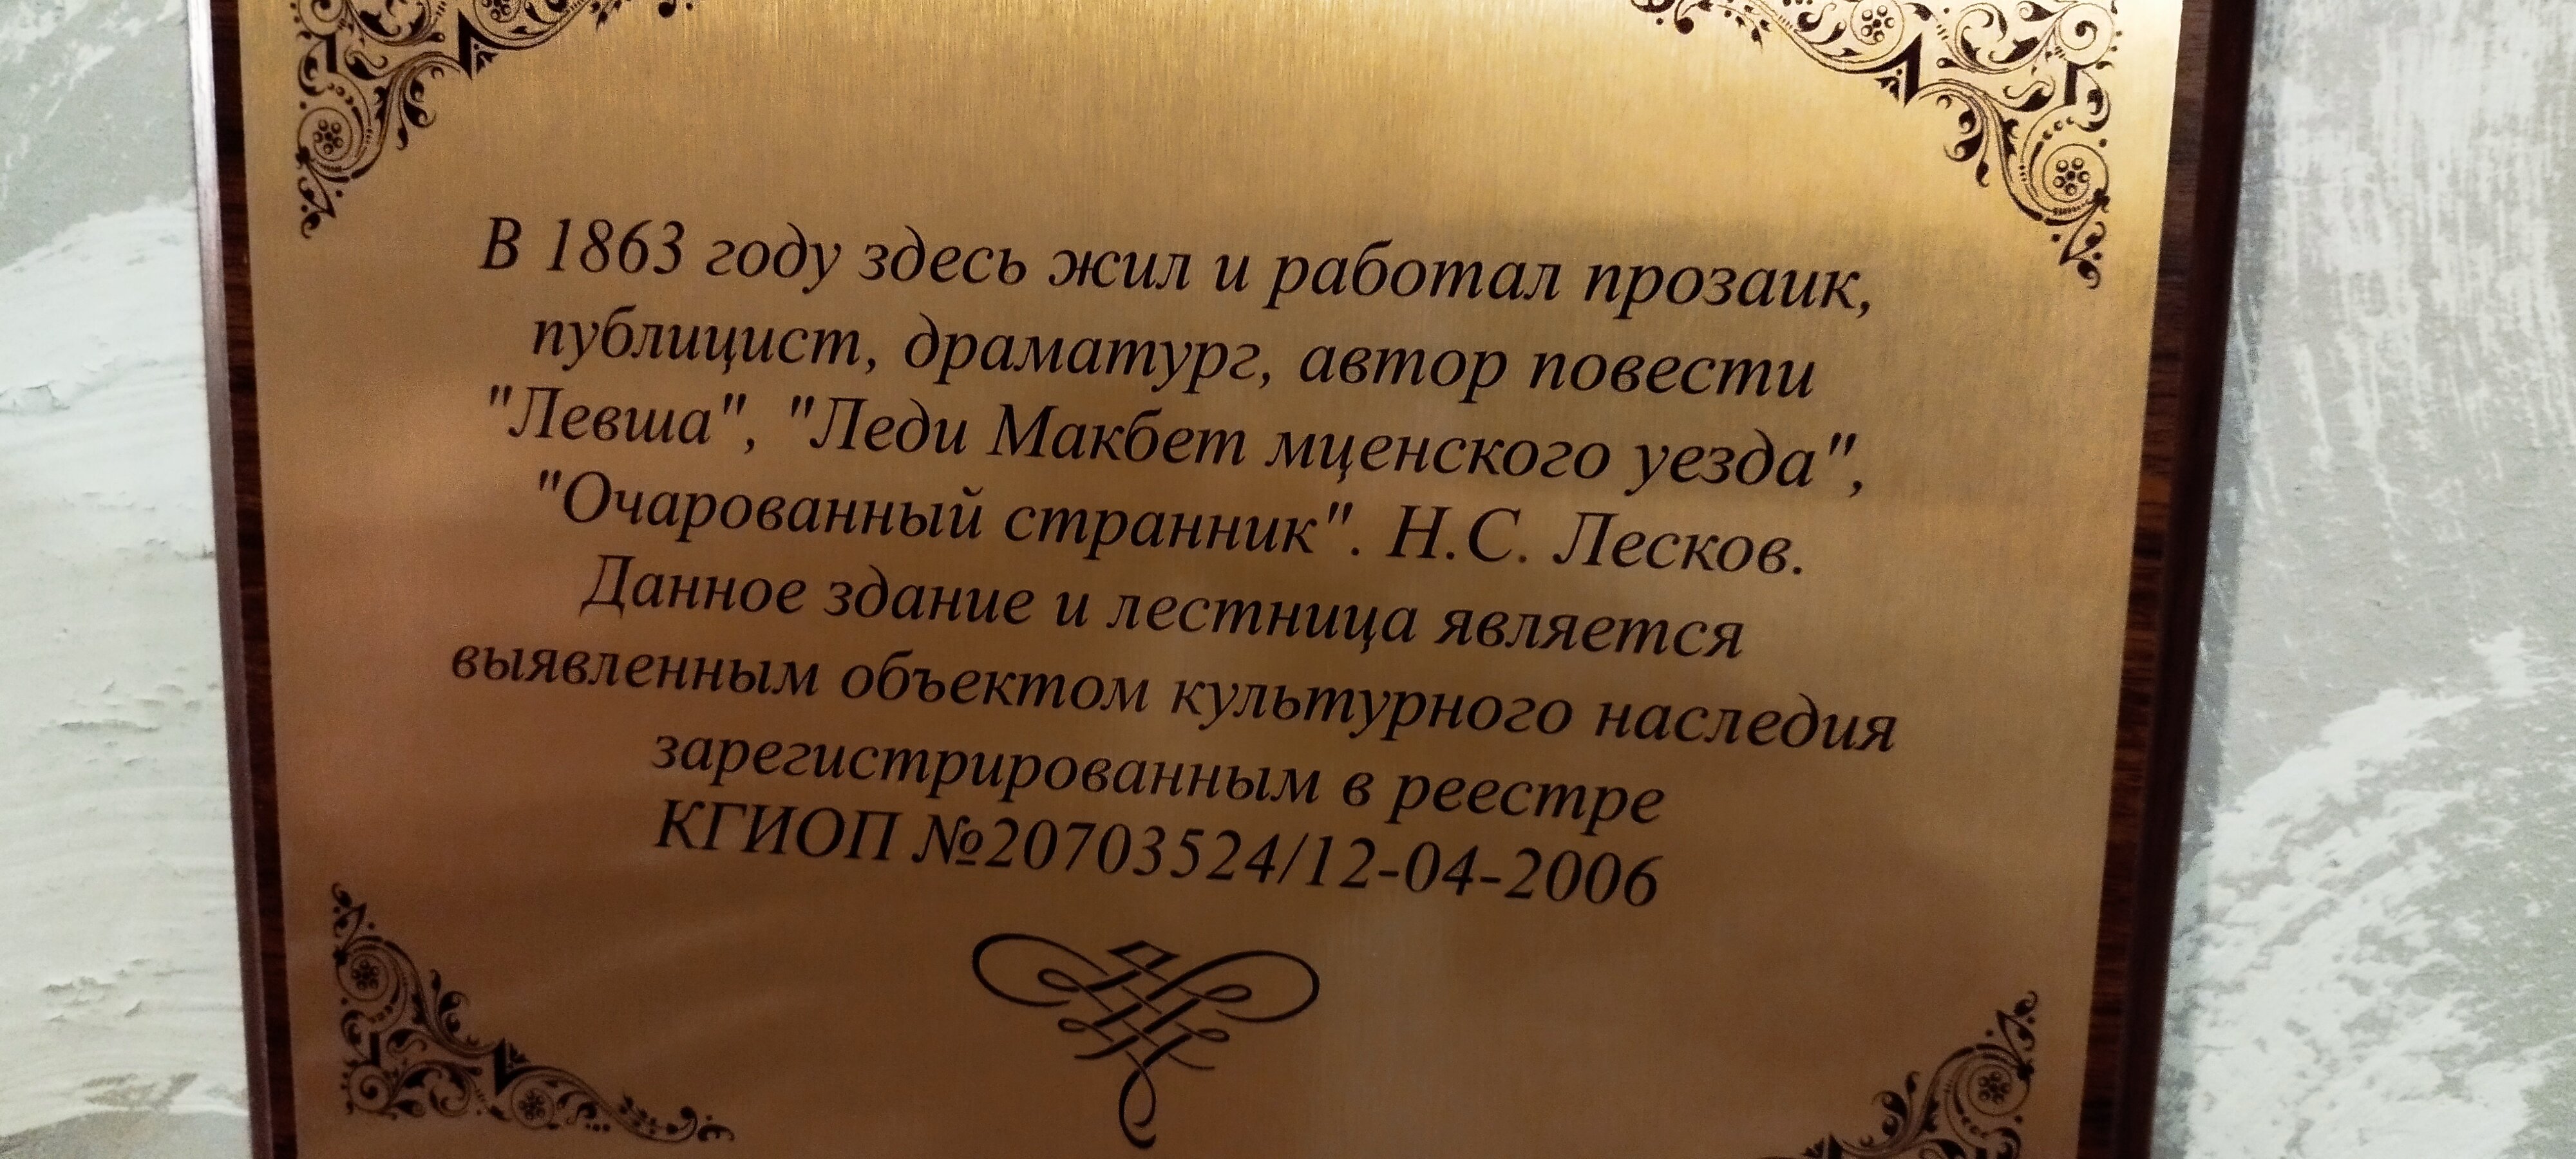 В 1863 году здесь жил и работал прозаик,
публицист, драматург, автор повести
"Левша", "Леди Макбет мценского уезда",
"Очарованный странник". Н.С. Лесков.
Данное здание и лестница является
выявленным объектом культурного наследия
зарегистрированным в реестре
КГИОП №20703524/12-04-2006